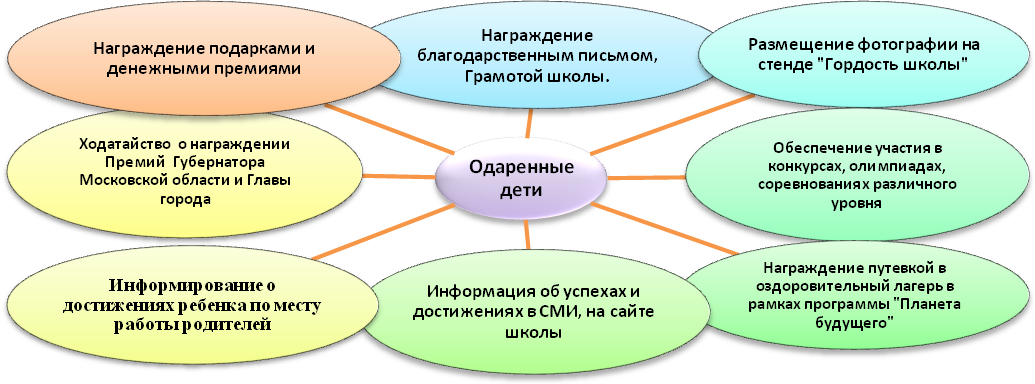 Награждение подарками и
денежными премиями
Награждение
благодарственным письмом,
Грамотой школы.
Размещение фотографии на
стенде "Гордость школы"
Ходатайство о награждении
Премий Губернатора
Московской области и Главы
города
Одаренные
дети
Обеспечение участия в
конкурсах, олимпиадах,
соревнованиях различного
уровня
Информирование о
достижениях ребенка по месту
работы родителей
Информация об успехах и
достижениях в СМИ, на сайте
школы
Награждение путевкой в
оздоровительный лагерь в
рамках программы "Планета
будущего"